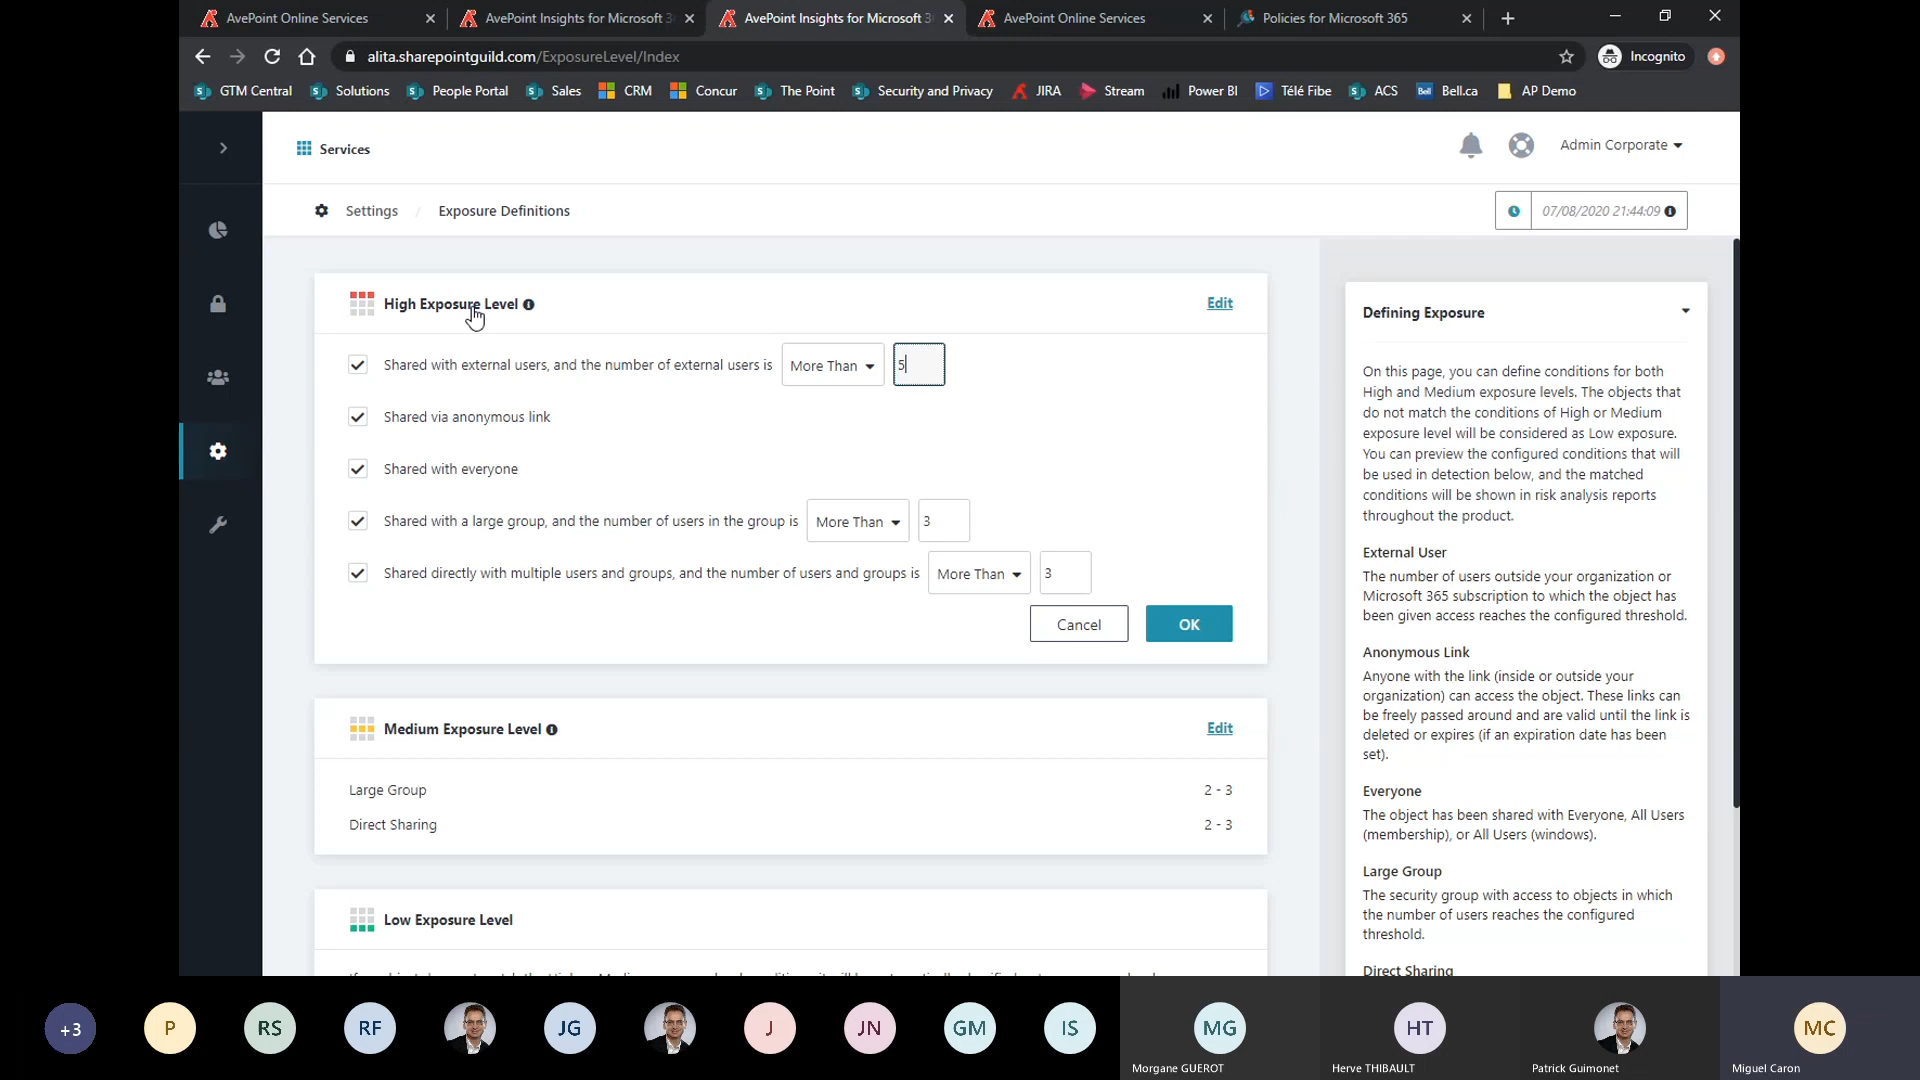 AvePoint Online Services
AvePoint Insights for Microsoft 3
AvePoint Insights for Microsoft 3
AvePoint Online Services
Policies for Microsoft 365
alita.sharepointguild.com/ExposureLevel/Index
Incognito
GTM Central
Solutions
People Portal
Sales
CRM
Concur
The Point
Security and Privacy
JIRA
Stream
Power BI
Télé Fibe
ACS
Bell
Bell.ca
AP Demo
Services
Admin Corporate
Settings / Exposure Definitions
07/08/2020 21:44:09
High Exposure Level
Edit
Shared with external users, and the number of external users is More Than 5
Shared via anonymous link
Shared with everyone
Shared with a large group, and the number of users in the group is More Than 3
Shared directly with multiple users and groups, and the number of users and groups is More Than 3
Cancel
OK
Medium Exposure Level
Edit
Large Group 2 - 3
Direct Sharing 2 - 3
Low Exposure Level
Defining Exposure
On this page, you can define conditions for both
High and Medium exposure levels. The objects that
do not match the conditions of High or Medium
exposure level will be considered as Low exposure.
You can preview the configured conditions that will
be used in detection below, and the matched
conditions will be shown in risk analysis reports
throughout the product.
External User
The number of users outside your organization or
Microsoft 365 subscription to which the object has
been given access reaches the configured threshold.
Anonymous Link
Anyone with the link (inside or outside your
organization) can access the object. These links can
be freely passed around and are valid until the link is
deleted or expires (if an expiration date has been
set).
Everyone
The object has been shared with Everyone, All Users
(membership), or All Users (windows).
Large Group
The security group with access to objects in which
the number of users reaches the configured
threshold.
Direct Sharing
+3
P
RS
RF
JG
J
JN
GM
IS
MG
HT
MC
Morgane GUEROT
Herve THIBAULT
Patrick Guimonet
Miguel Caron